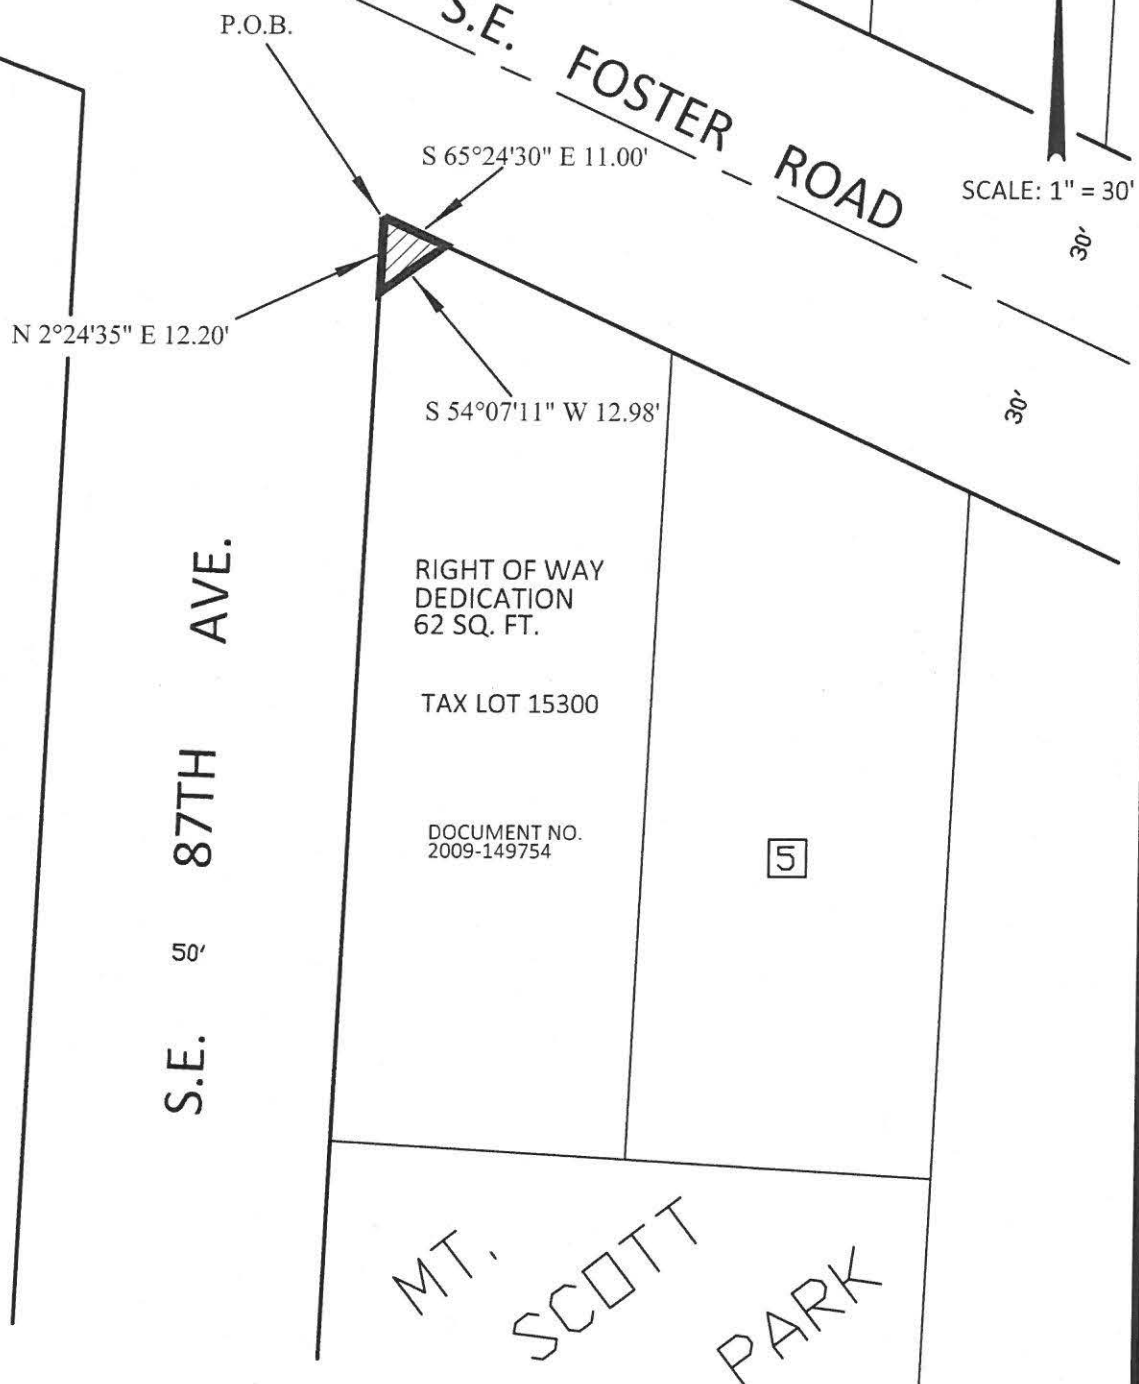 P.O.B.
S.E. FOSTER ROAD
S 65°24'30" E 11.00'
SCALE: 1" = 30'
30'
N 2°24'35" E 12.20'
30'
S 54°07'11" W 12.98'
RIGHT OF WAY
DEDICATION
62 SQ. FT.
TAX LOT 15300
DOCUMENT NO.
2009-149754
5
S.E. 50' 87TH AVE.
MT. SCOTT PARK